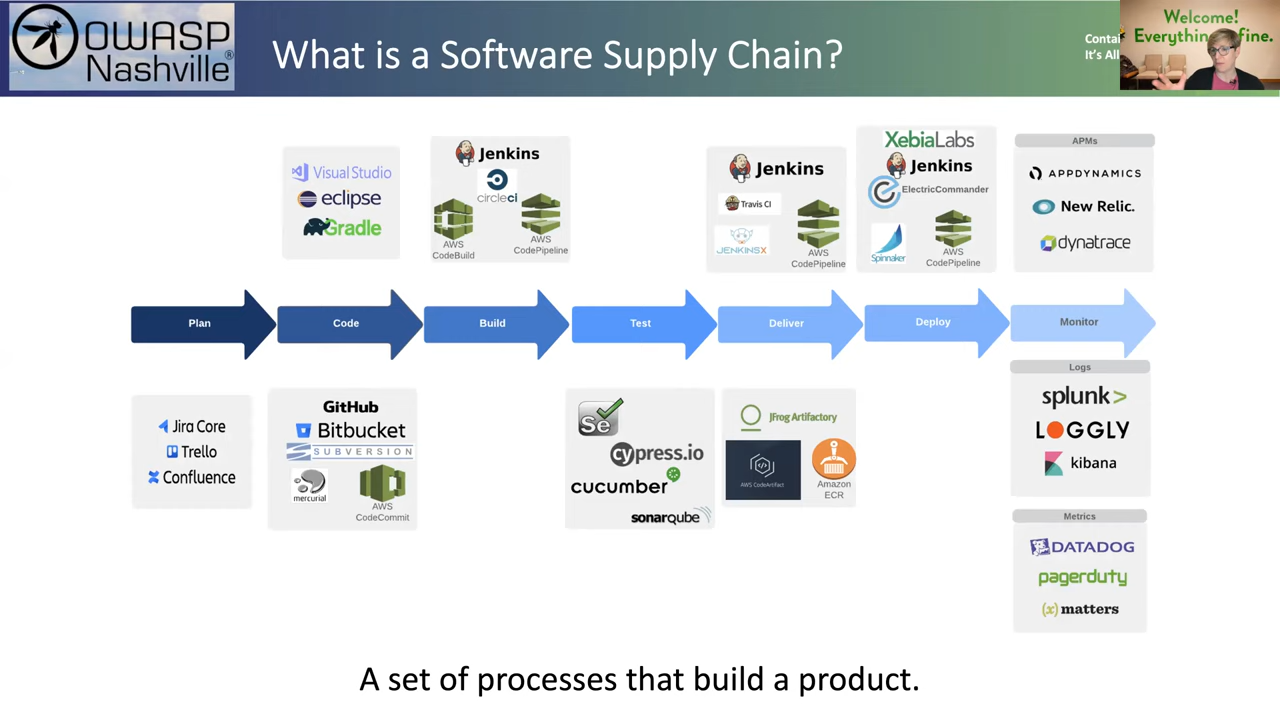 OWASP
Nashville®
What is a Software Supply Chain?
Contai
It's All
Welcome!
Everything fine.
Visual Studio
eclipse
Gradle
Jenkins
circleci
AWS
CodeBuild
AWS
CodePipeline
Jenkins
Travis CI
JENKINSX
AWS
CodePipeline
XebiaLabs
Jenkins
ElectricCommander
Spinnaker
AWS
CodePipeline
APMs
APPDYNAMICS
New Relic.
dynatrace
Plan
Code
Build
Test
Deliver
Deploy
Monitor
Jira Core
Trello
Confluence
GitHub
Bitbucket
SUBVERSION
mercurial
AWS
CodeCommit
Se
cypress.io
cucumber
sonarqube
JFrog Artifactory
AWS CodeArtifact
Amazon
ECR
Logs
splunk>
LOGGLY
kibana
Metrics
DATADOG
pagerduty
(x) matters
A set of processes that build a product.